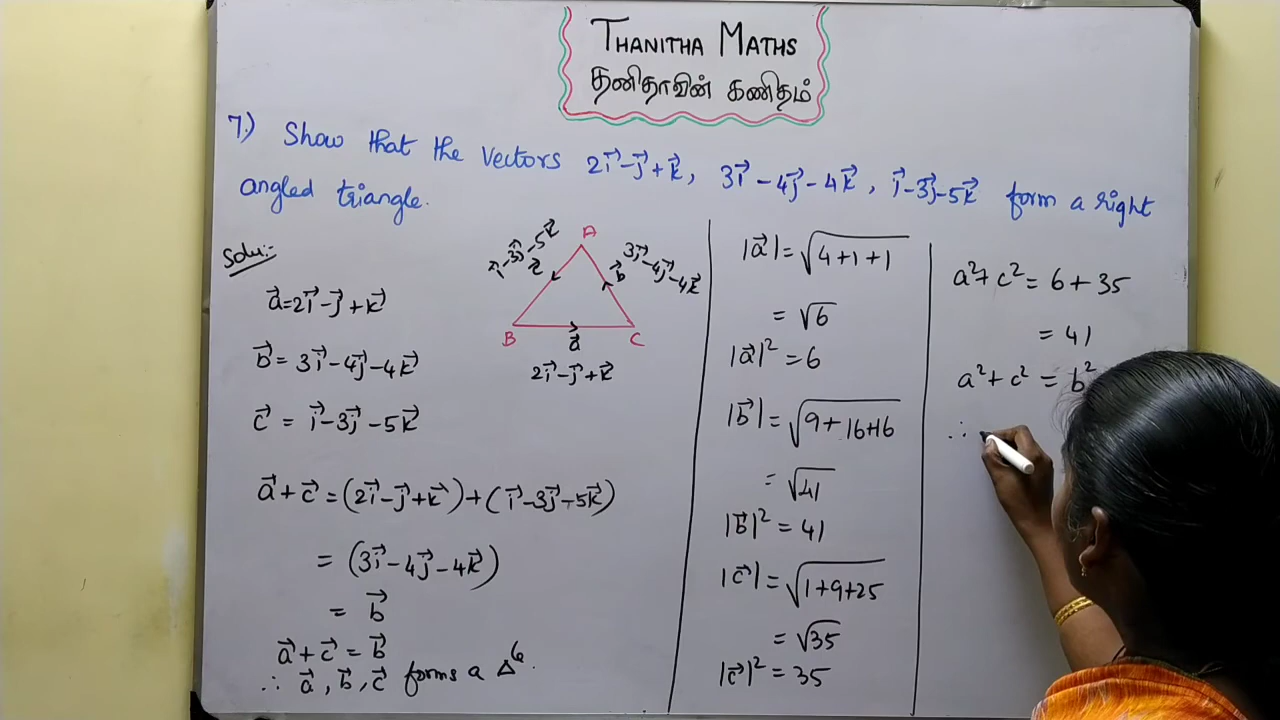 THANITHA MATHS
தனிதாவின் கணிதம்
7.) Show that the vectors 2i⃗-j⃗+k⃗, 3i⃗-4j⃗-4k⃗, i⃗-3j⃗-5k⃗ form a right
angled triangle.
Solu:-
a⃗=2i⃗-j⃗+k⃗
b⃗=3i⃗-4j⃗-4k⃗
c⃗ = i⃗-3j⃗-5k⃗
a⃗+c⃗=(2i⃗-j⃗+k⃗)+(i⃗-3j⃗-5k⃗)
= (3i⃗-4j⃗-4k⃗)
= b⃗
a⃗+c⃗=b⃗
∴ a⃗, b⃗, c⃗ forms a Δ
A
i⃗-3j⃗-5k⃗
c⃗
3i⃗-4j⃗-4k⃗
b⃗
B
C
a⃗
2i⃗-j⃗+k⃗
|a⃗|=√4+1+1
= √6
|a⃗|²=6
|b⃗|=√9+16+16
= √41
|b⃗|²=41
|c⃗|=√1+9+25
= √35
|c⃗|²=35
a²+c²=6+35
= 41
a²+c²=b²
∴